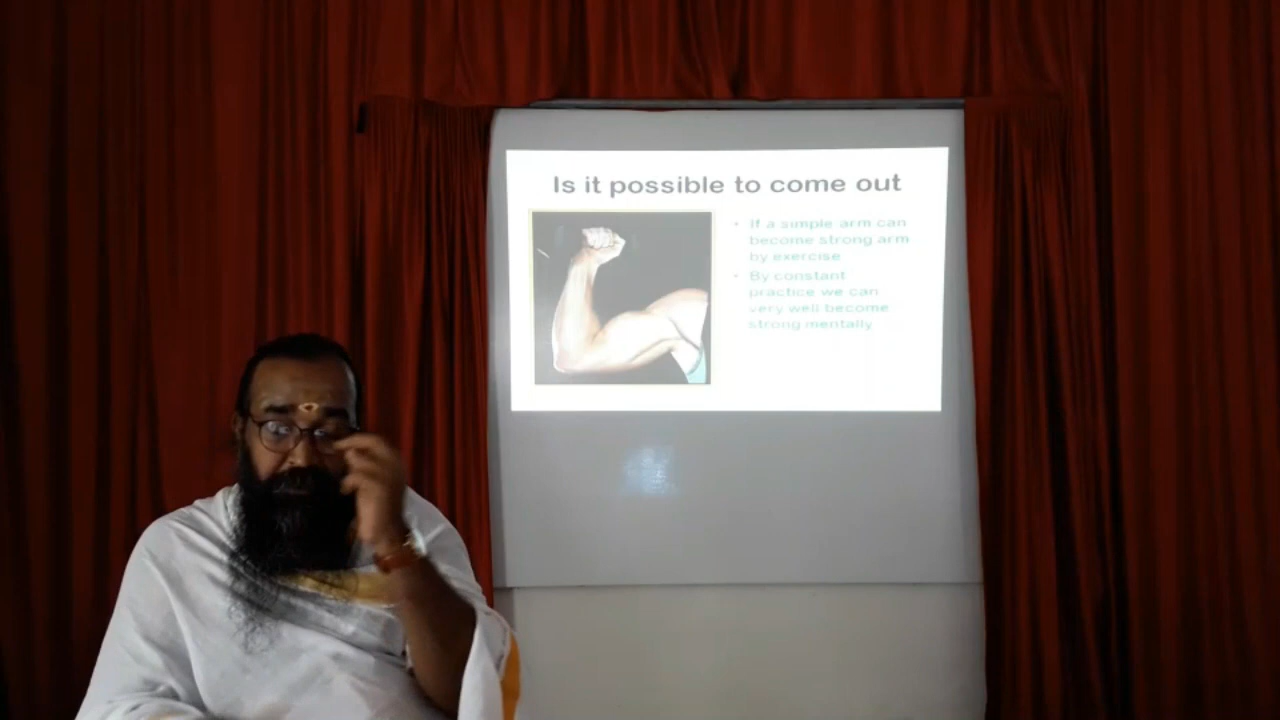 Is it possible to come out
• If a simple arm can
become strong arm
by exercise
• By constant
practice we can
very well become
strong mentally